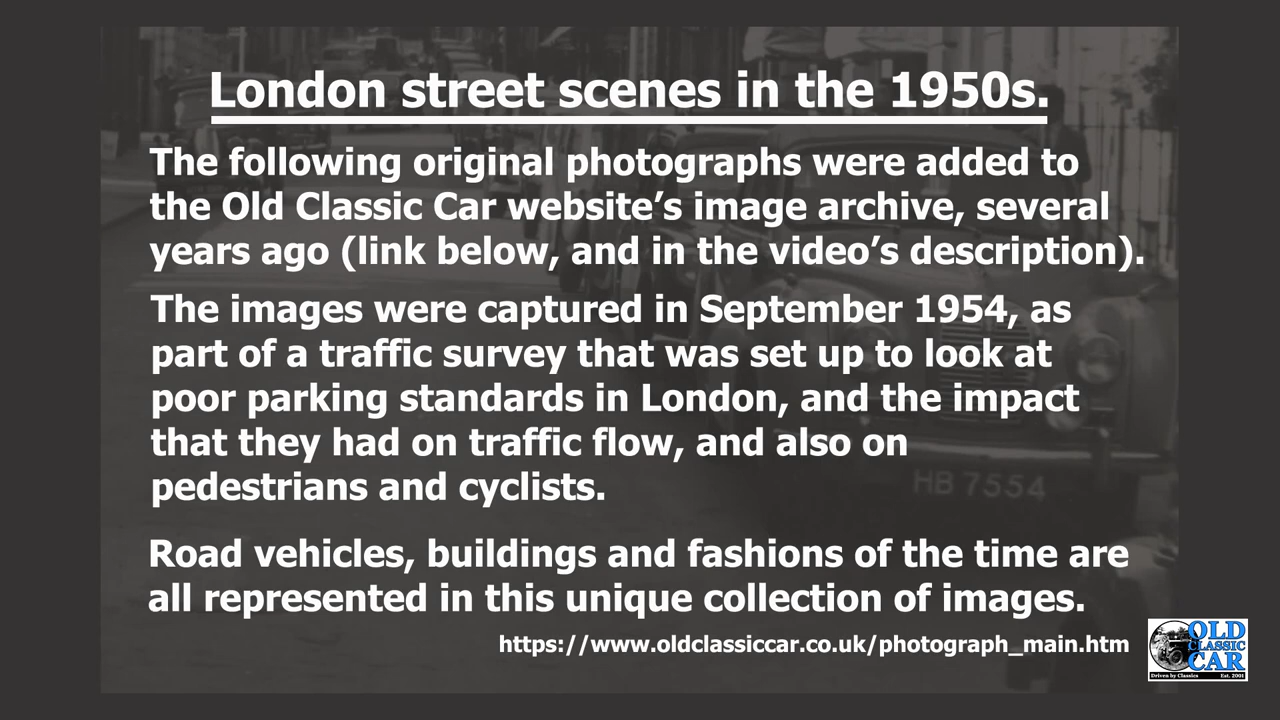 London street scenes in the 1950s.
The following original photographs were added to
the Old Classic Car website's image archive, several
years ago (link below, and in the video's description).
The images were captured in September 1954, as
part of a traffic survey that was set up to look at
poor parking standards in London, and the impact
that they had on traffic flow, and also on
pedestrians and cyclists.
HB 7554
Road vehicles, buildings and fashions of the time are
all represented in this unique collection of images.
https://www.oldclassiccar.co.uk/photograph_main.htm
OLD
CLASSIC
CAR
Driven by Classics Est. 2001